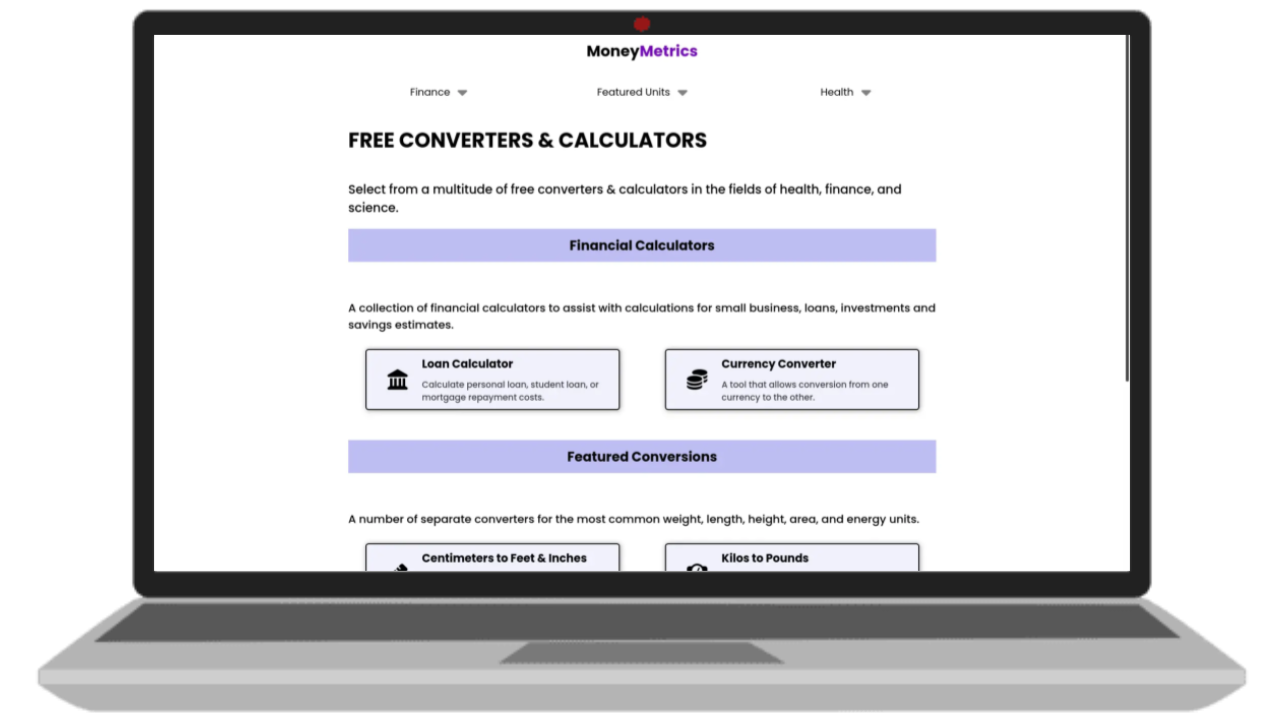 MoneyMetrics
Finance
Featured Units
Health
FREE CONVERTERS & CALCULATORS
Select from a multitude of free converters & calculators in the fields of health, finance, and
science.
Financial Calculators
A collection of financial calculators to assist with calculations for small business, loans, investments and
savings estimates.
Loan Calculator
Calculate personal loan, student loan, or
mortgage repayment costs.
Currency Converter
A tool that allows conversion from one
currency to the other.
Featured Conversions
A number of separate converters for the most common weight, length, height, area, and energy units.
Centimeters to Feet & Inches
Kilos to Pounds